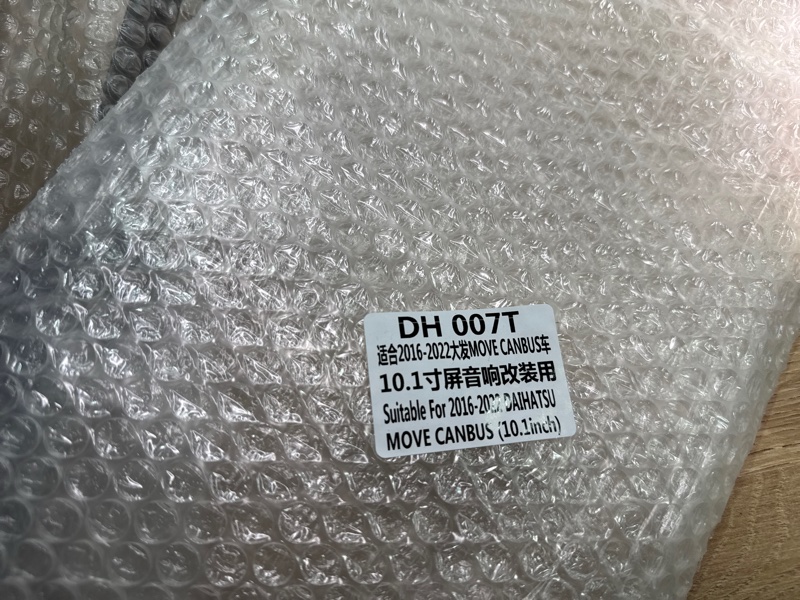 DH 007T
适合2016-2022大发MOVE CANBUS车
10.1寸屏音响改装用
Suitable For 2016-2022 DAIHATSU
MOVE CANBUS (10.1inch)